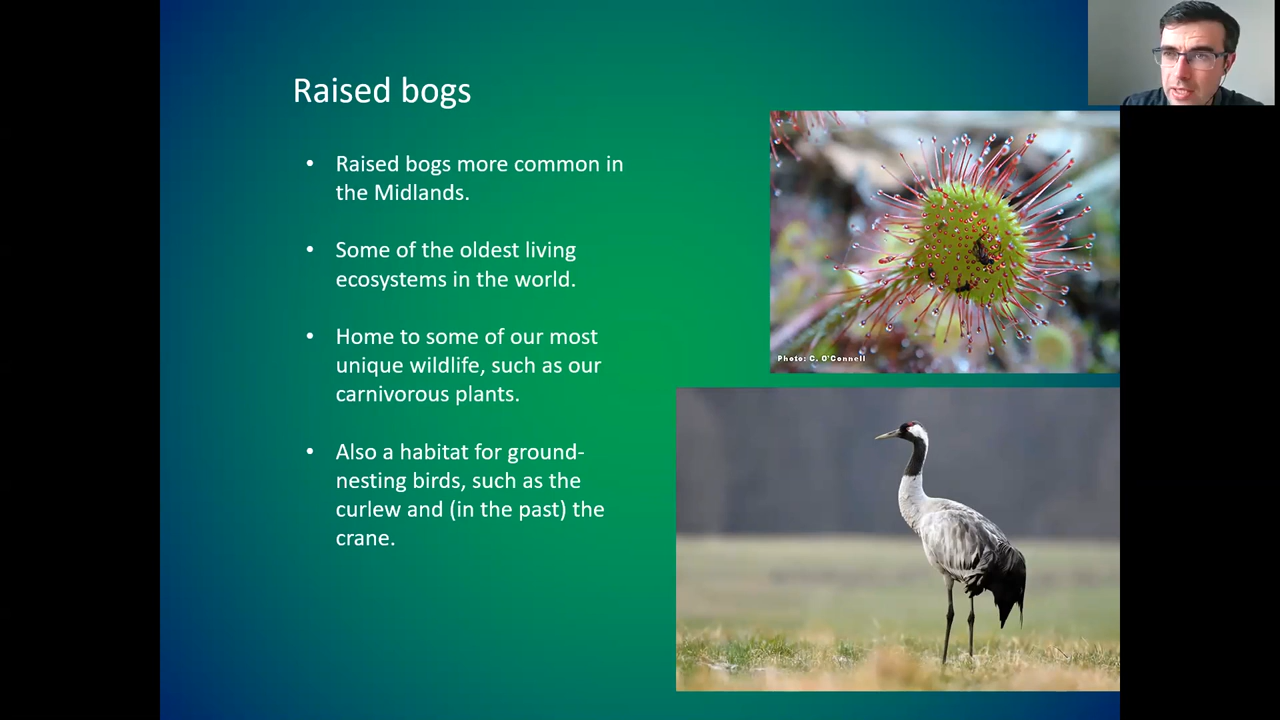 Raised bogs
• Raised bogs more common in
the Midlands.
• Some of the oldest living
ecosystems in the world.
• Home to some of our most
unique wildlife, such as our
carnivorous plants.
• Also a habitat for ground-
nesting birds, such as the
curlew and (in the past) the
crane.
Photo: C. O'Connell